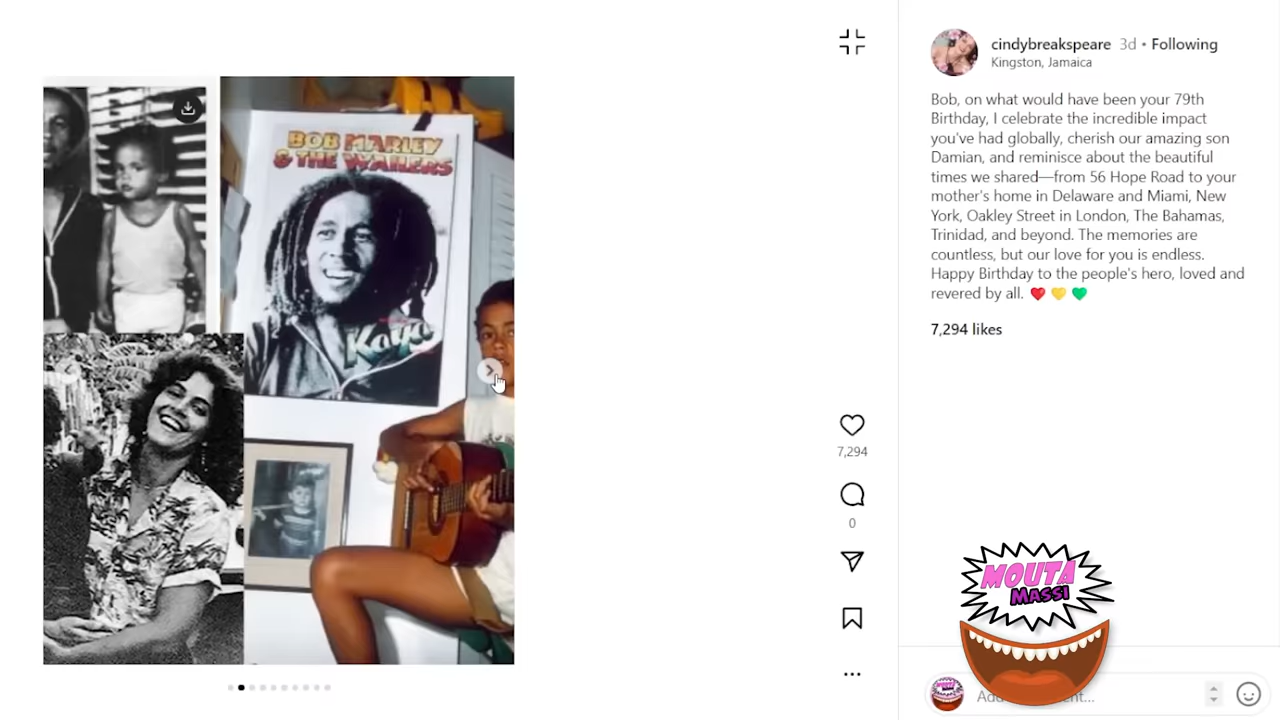 BOB MARLEY
& THE WAILERS
Kaya
cindybreakspeare 3d • Following
Kingston, Jamaica
Bob, on what would have been your 79th
Birthday, I celebrate the incredible impact
you've had globally, cherish our amazing son
Damian, and reminisce about the beautiful
times we shared—from 56 Hope Road to your
mother's home in Delaware and Miami, New
York, Oakley Street in London, The Bahamas,
Trinidad, and beyond. The memories are
countless, but our love for you is endless.
Happy Birthday to the people's hero, loved and
revered by all. ❤️ 💛 💚
7,294 likes
7,294
0
MOUTA
MASSI